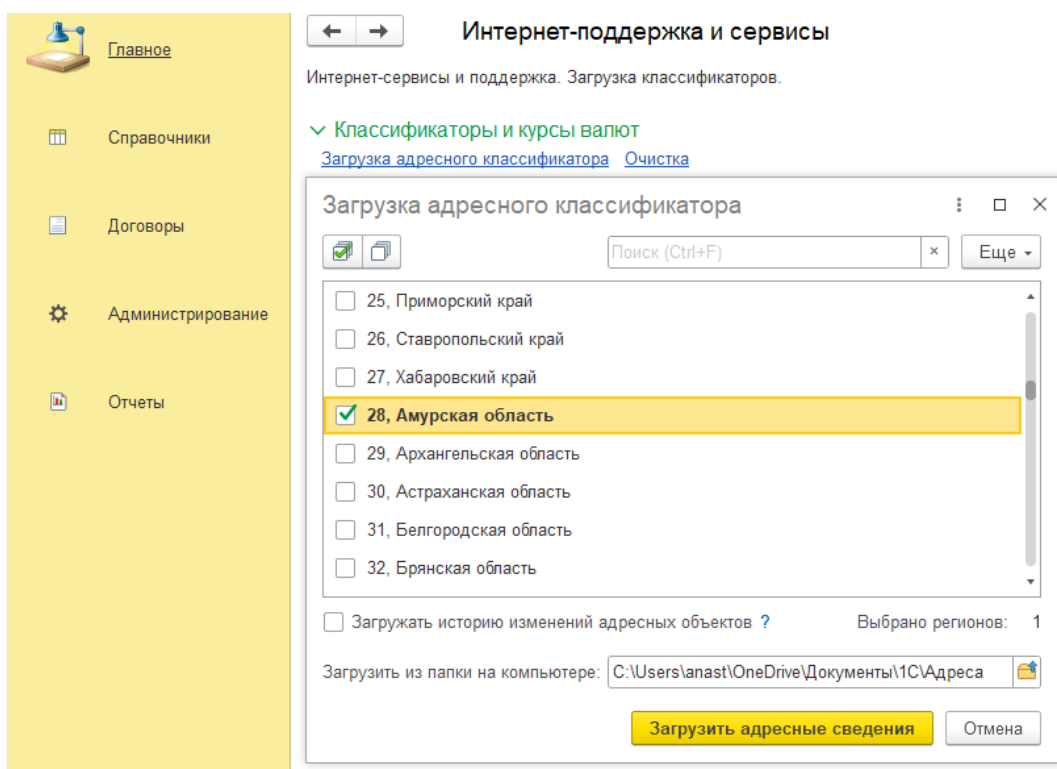 Главное
Справочники
Договоры
Администрирование
Отчеты
Интернет-поддержка и сервисы
Интернет-сервисы и поддержка. Загрузка классификаторов.
Классификаторы и курсы валют
Загрузка адресного классификатора Очистка
Загрузка адресного классификатора
Поиск (Ctrl+F) × Еще
25, Приморский край
26, Ставропольский край
27, Хабаровский край
28, Амурская область
29, Архангельская область
30, Астраханская область
31, Белгородская область
32, Брянская область
Загружать историю изменений адресных объектов ? Выбрано регионов: 1
Загрузить из папки на компьютере: C:\Users\anast\OneDrive\Документы\1С\Адреса
Загрузить адресные сведения Отмена